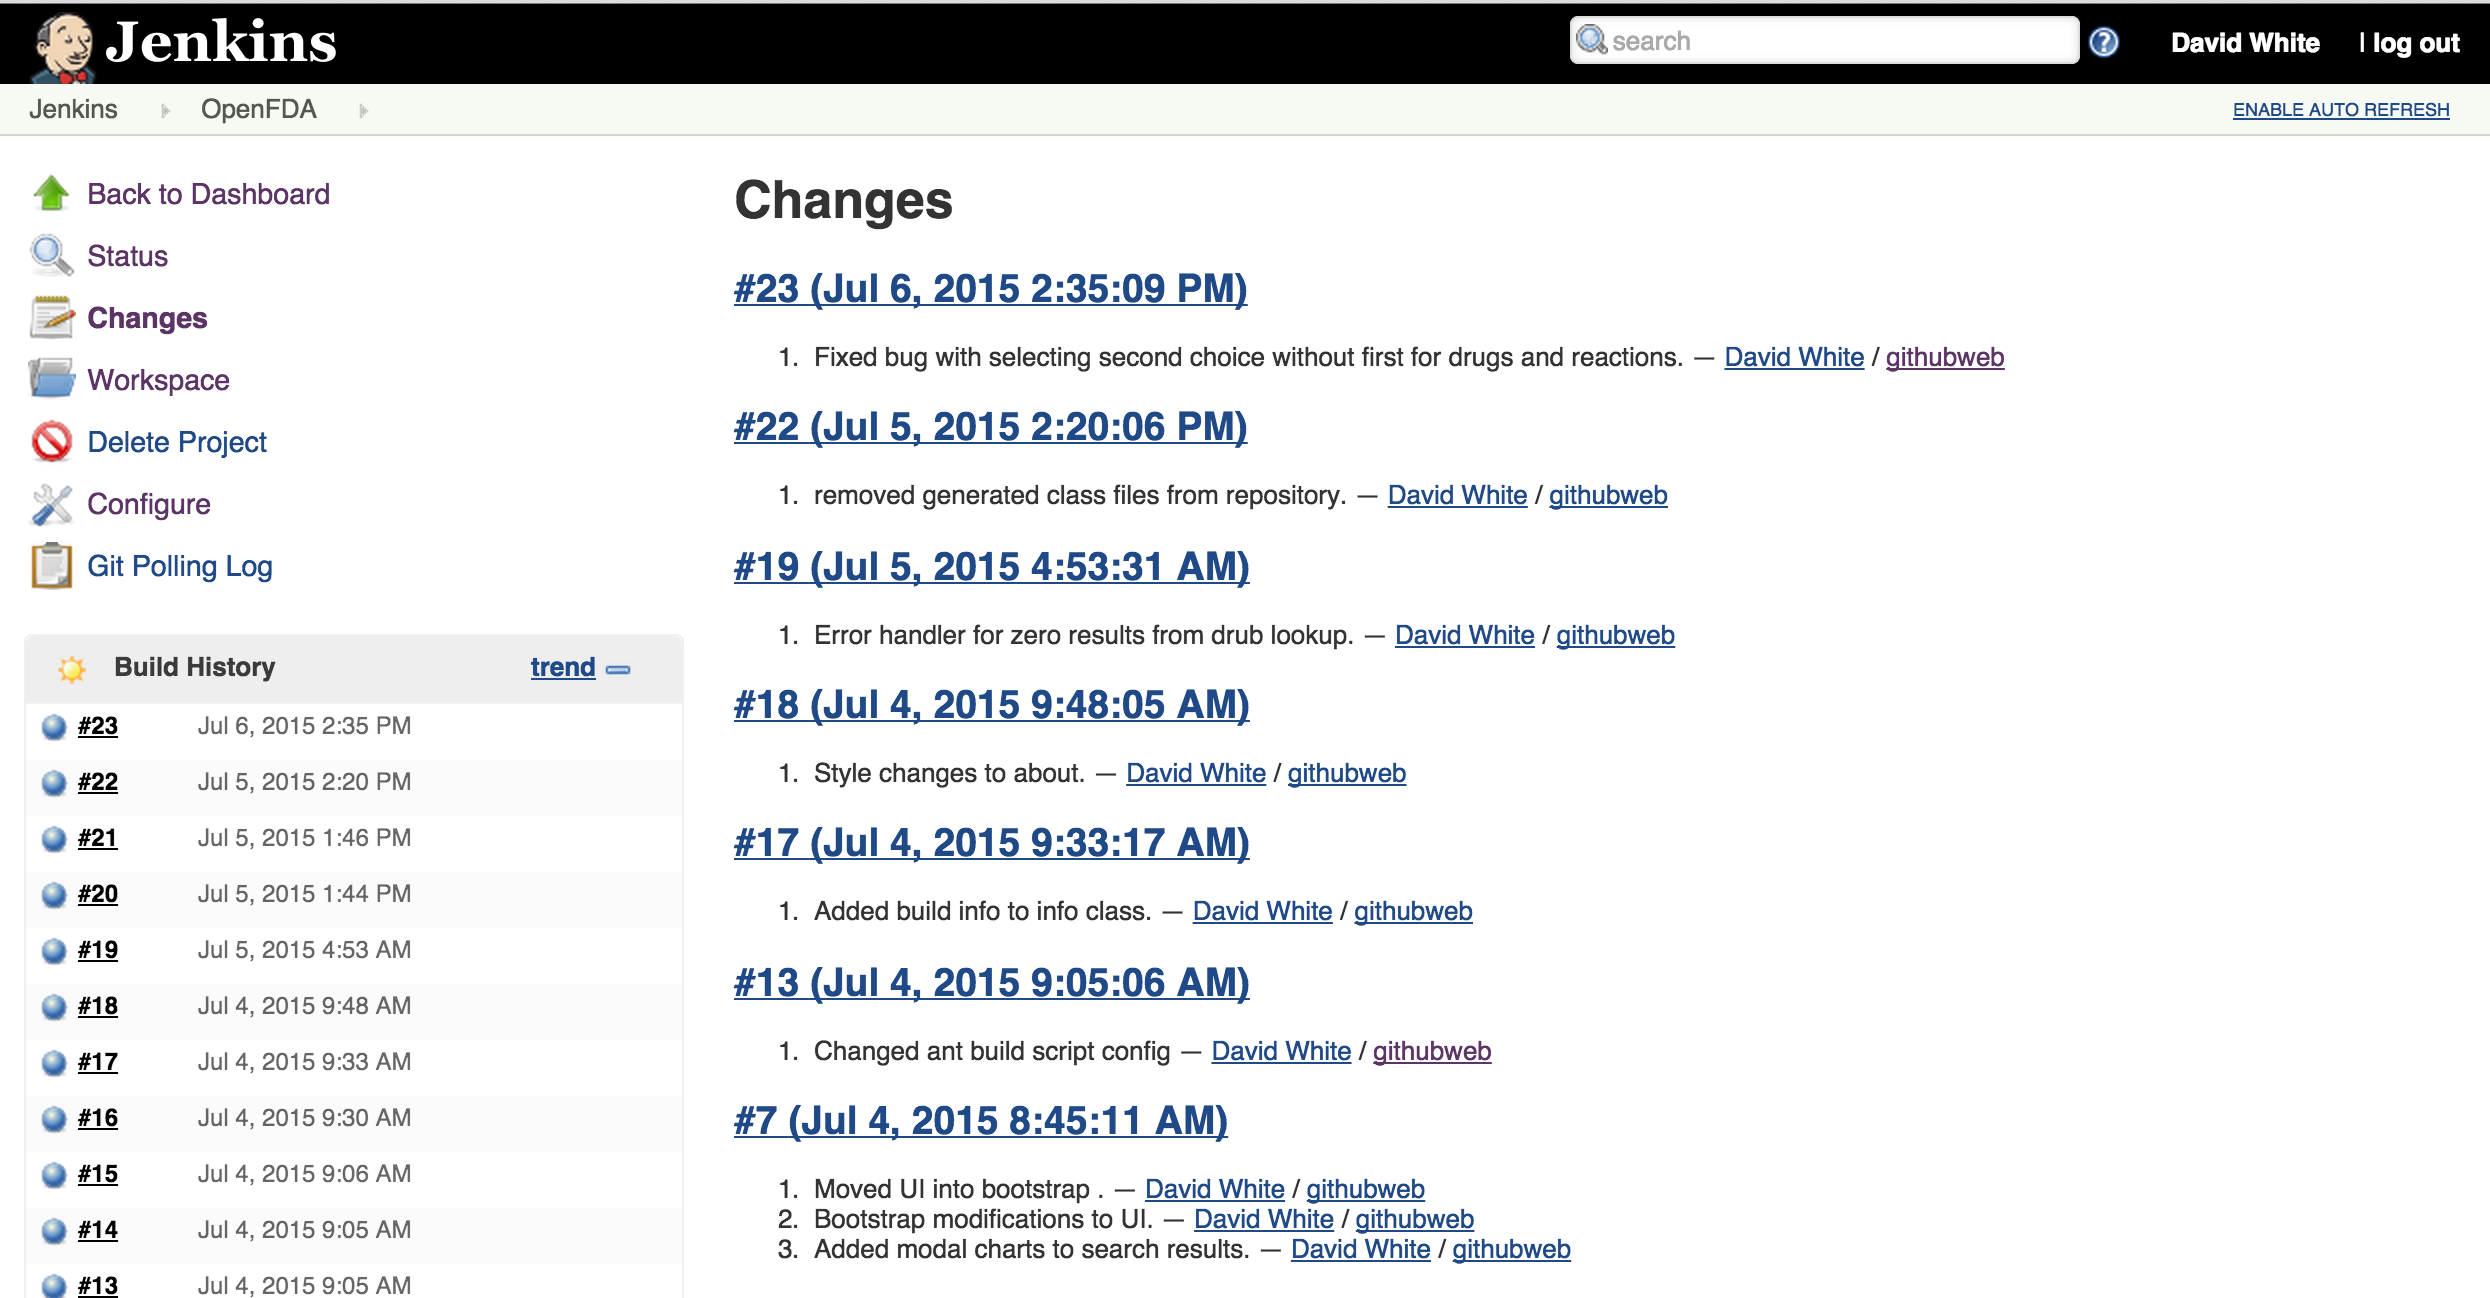 Jenkins
search
David White | log out
Jenkins OpenFDA
ENABLE AUTO REFRESH
Back to Dashboard
Status
Changes
Workspace
Delete Project
Configure
Git Polling Log
Build History trend
#23 Jul 6, 2015 2:35 PM
#22 Jul 5, 2015 2:20 PM
#21 Jul 5, 2015 1:46 PM
#20 Jul 5, 2015 1:44 PM
#19 Jul 5, 2015 4:53 AM
#18 Jul 4, 2015 9:48 AM
#17 Jul 4, 2015 9:33 AM
#16 Jul 4, 2015 9:30 AM
#15 Jul 4, 2015 9:06 AM
#14 Jul 4, 2015 9:05 AM
#13 Jul 4, 2015 9:05 AM
Changes
#23 (Jul 6, 2015 2:35:09 PM)
1. Fixed bug with selecting second choice without first for drugs and reactions. — David White / githubweb
#22 (Jul 5, 2015 2:20:06 PM)
1. removed generated class files from repository. — David White / githubweb
#19 (Jul 5, 2015 4:53:31 AM)
1. Error handler for zero results from drub lookup. — David White / githubweb
#18 (Jul 4, 2015 9:48:05 AM)
1. Style changes to about. — David White / githubweb
#17 (Jul 4, 2015 9:33:17 AM)
1. Added build info to info class. — David White / githubweb
#13 (Jul 4, 2015 9:05:06 AM)
1. Changed ant build script config — David White / githubweb
#7 (Jul 4, 2015 8:45:11 AM)
1. Moved UI into bootstrap . — David White / githubweb
2. Bootstrap modifications to UI. — David White / githubweb
3. Added modal charts to search results. — David White / githubweb